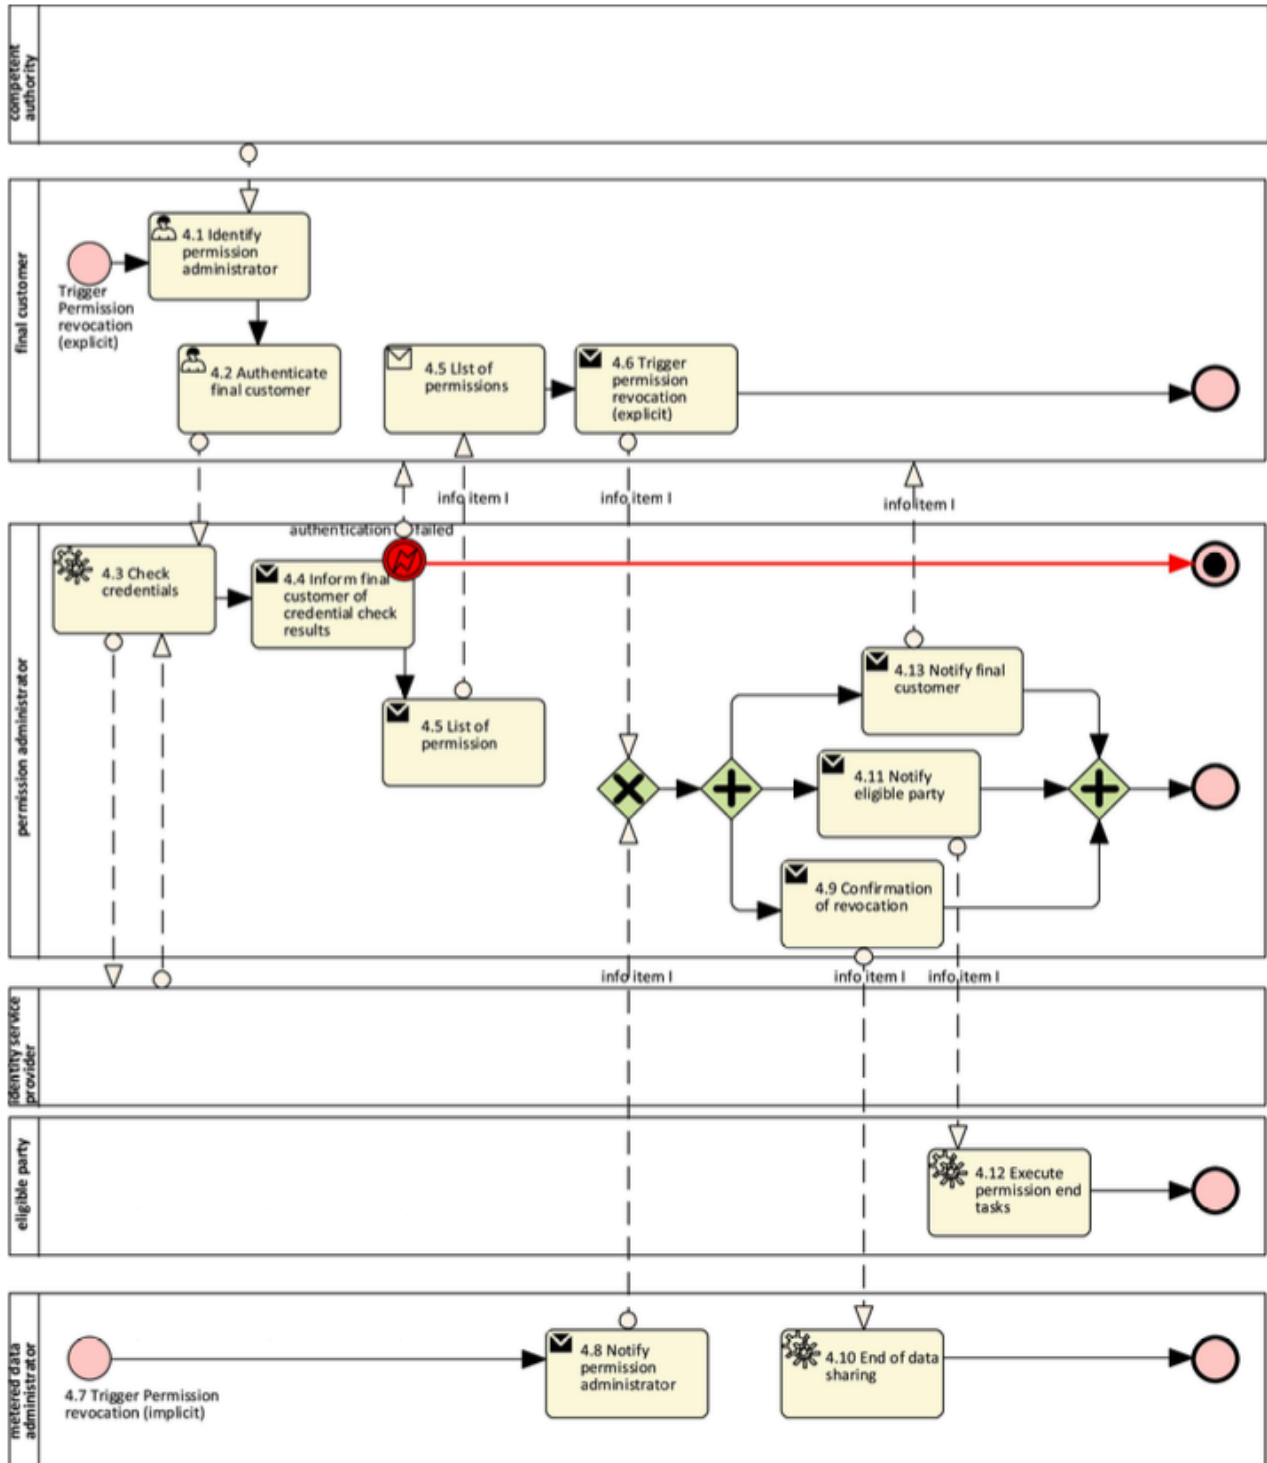 competent
authority
final customer
4.1 Identify
permission
administrator
Trigger
Permission
revocation
(explicit)
4.2 Authenticate
final customer
4.5 LIst of
permissions
4.6 Trigger
permission
revocation
(explicit)
info item I
info item I
info item I
authentication failed
permission administrator
4.3 Check
credentials
4.4 Inform final
customer of
credential check
results
4.5 List of
permission
4.13 Notify final
customer
4.11 Notify
eligible party
4.9 Confirmation
of revocation
info item I
info item I
info item I
identity service
provider
eligible party
4.12 Execute
permission end
tasks
metered data
administrator
4.7 Trigger Permission
revocation (implicit)
4.8 Notify
permission
administrator
4.10 End of data
sharing